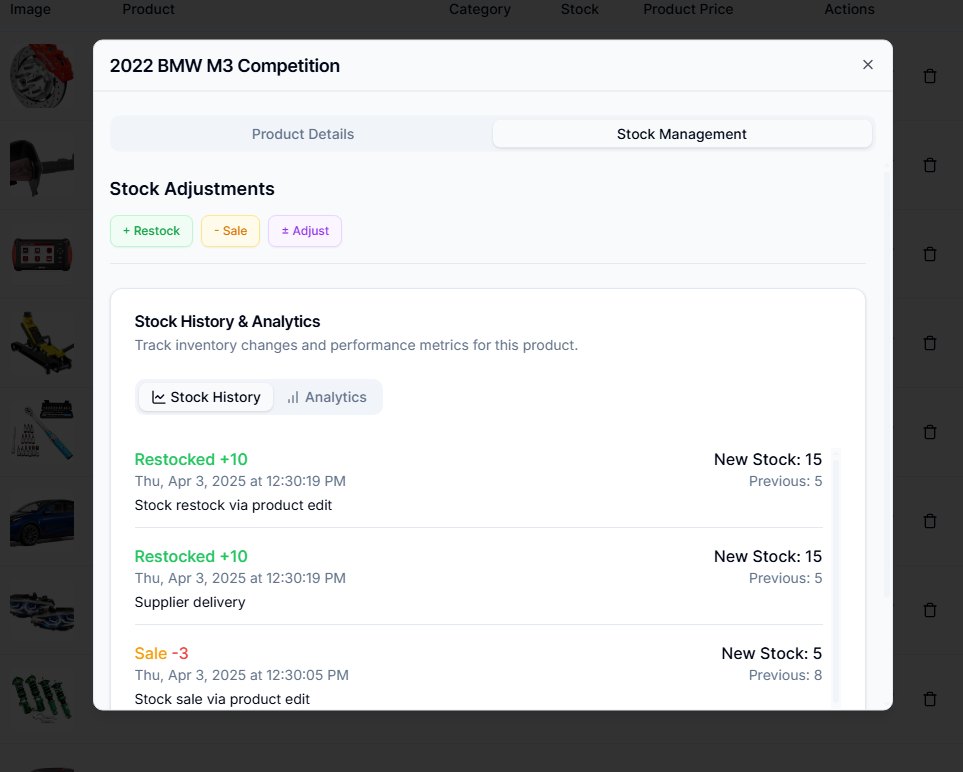 Image Product Category Stock Product Price Actions
2022 BMW M3 Competition
Product Details Stock Management
Stock Adjustments
+ Restock - Sale ± Adjust
Stock History & Analytics
Track inventory changes and performance metrics for this product.
Stock History Analytics
Restocked +10 New Stock: 15
Thu, Apr 3, 2025 at 12:30:19 PM Previous: 5
Stock restock via product edit
Restocked +10 New Stock: 15
Thu, Apr 3, 2025 at 12:30:19 PM Previous: 5
Supplier delivery
Sale -3 New Stock: 5
Thu, Apr 3, 2025 at 12:30:05 PM Previous: 8
Stock sale via product edit